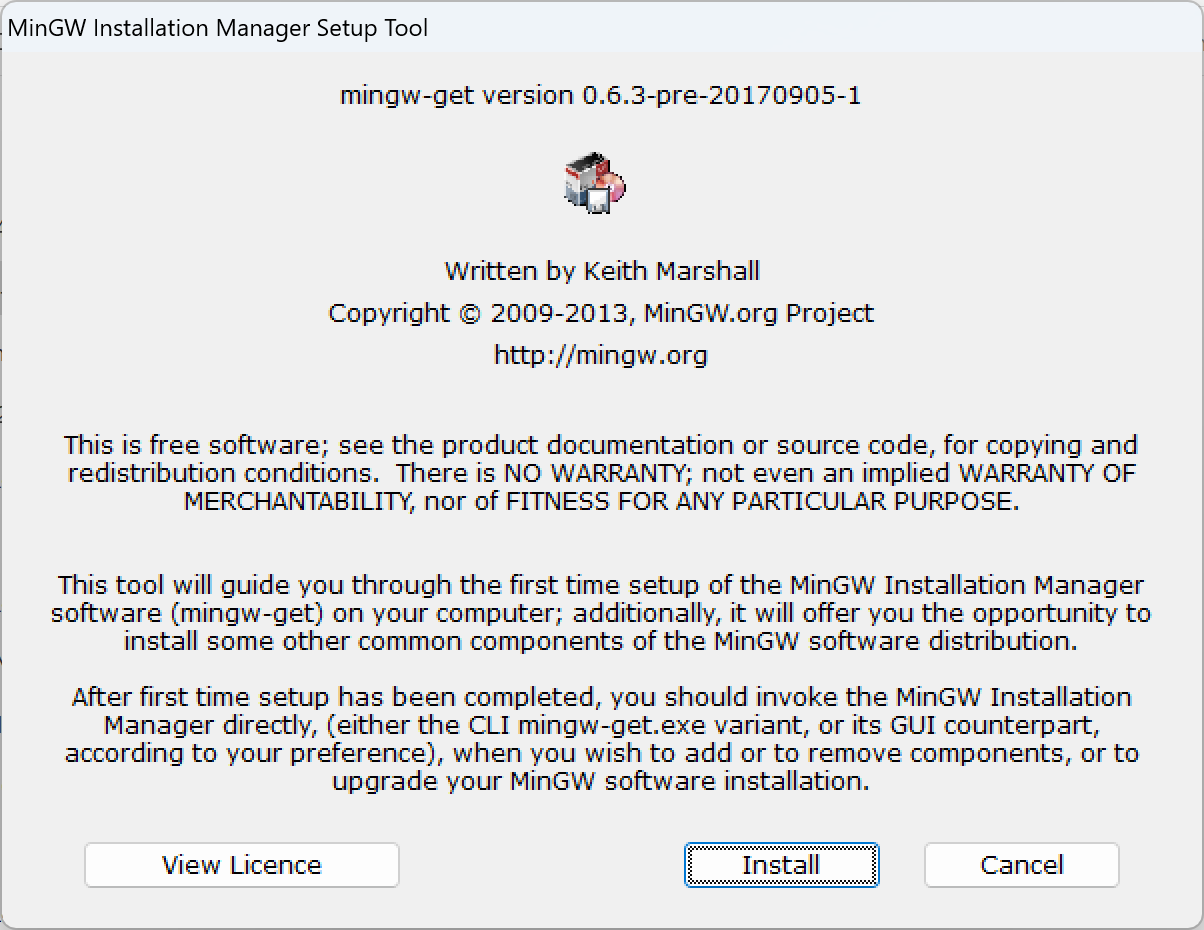 MinGW Installation Manager Setup Tool
mingw-get version 0.6.3-pre-20170905-1
Written by Keith Marshall
Copyright © 2009-2013, MinGW.org Project
http://mingw.org
This is free software; see the product documentation or source code, for copying and
redistribution conditions.  There is NO WARRANTY; not even an implied WARRANTY OF
MERCHANTABILITY, nor of FITNESS FOR ANY PARTICULAR PURPOSE.
This tool will guide you through the first time setup of the MinGW Installation Manager
software (mingw-get) on your computer; additionally, it will offer you the opportunity to
install some other common components of the MinGW software distribution.
After first time setup has been completed, you should invoke the MinGW Installation
Manager directly, (either the CLI mingw-get.exe variant, or its GUI counterpart,
according to your preference), when you wish to add or to remove components, or to
upgrade your MinGW software installation.
View Licence
Install
Cancel